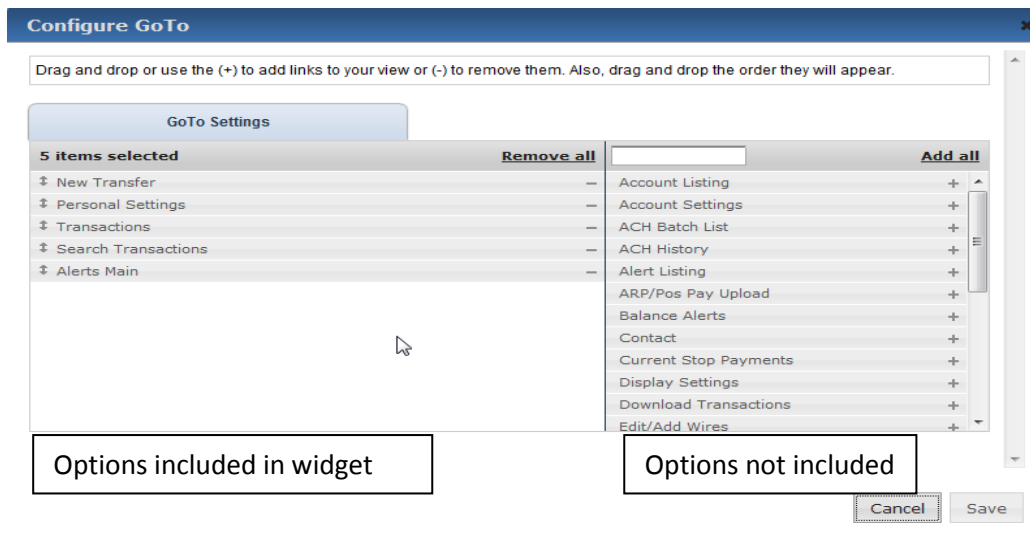 Configure GoTo
Drag and drop or use the (+) to add links to your view or (-) to remove them. Also, drag and drop the order they will appear.
GoTo Settings
5 items selected Remove all Add all
New Transfer − Account Listing +
Personal Settings − Account Settings +
Transactions − ACH Batch List +
Search Transactions − ACH History +
Alerts Main − Alert Listing +
ARP/Pos Pay Upload +
Balance Alerts +
Contact +
Current Stop Payments +
Display Settings +
Download Transactions +
Edit/Add Wires +
Options included in widget Options not included
Cancel Save